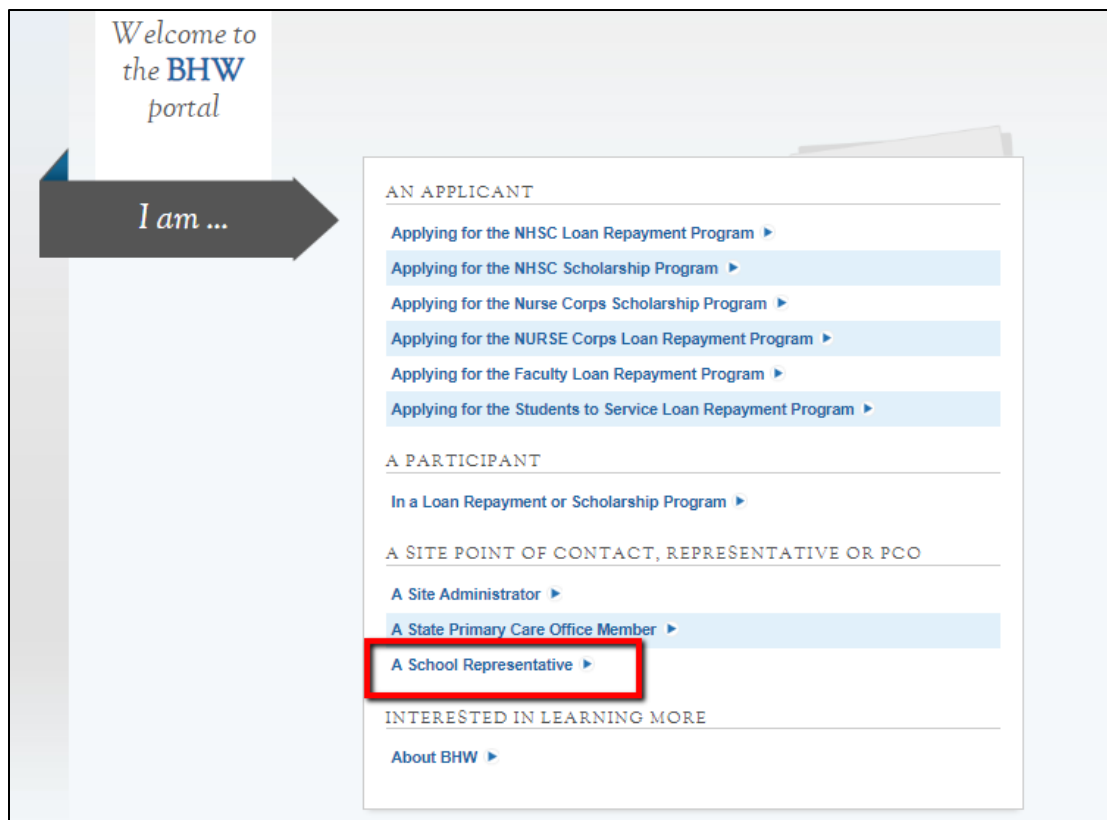 Welcome to
the BHW
portal
I am ...
AN APPLICANT
Applying for the NHSC Loan Repayment Program
Applying for the NHSC Scholarship Program
Applying for the Nurse Corps Scholarship Program
Applying for the NURSE Corps Loan Repayment Program
Applying for the Faculty Loan Repayment Program
Applying for the Students to Service Loan Repayment Program
A PARTICIPANT
In a Loan Repayment or Scholarship Program
A SITE POINT OF CONTACT, REPRESENTATIVE OR PCO
A Site Administrator
A State Primary Care Office Member
A School Representative
INTERESTED IN LEARNING MORE
About BHW